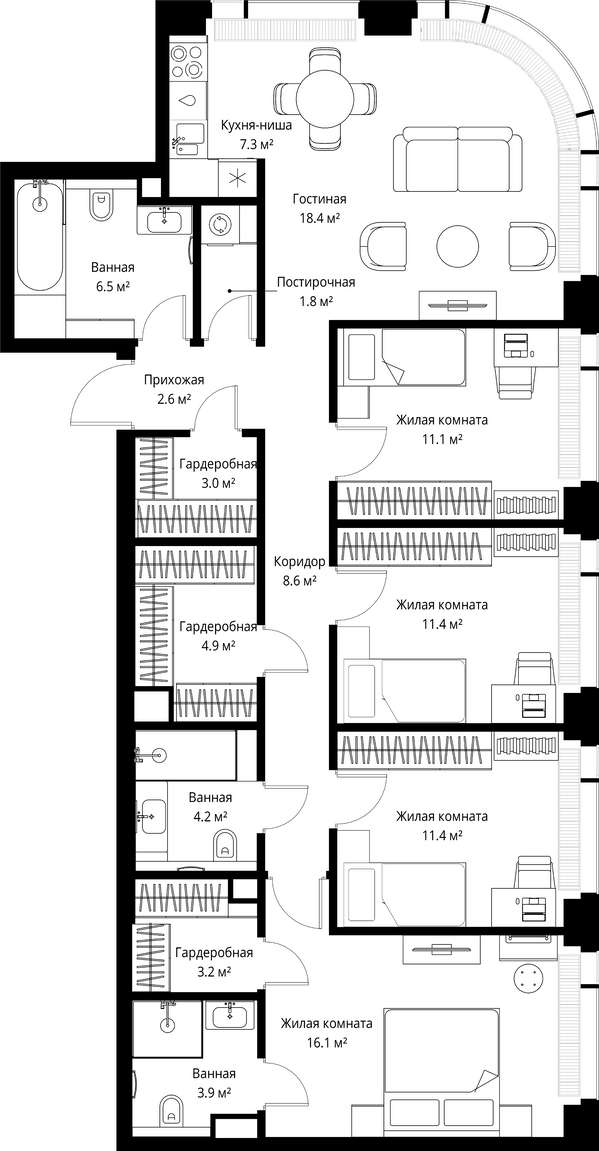 Кухня-ниша
7.3 м²
Гостиная
18.4 м²
Ванная
6.5 м²
Постирочная
1.8 м²
Прихожая
2.6 м²
Жилая комната
11.1 м²
Гардеробная
3.0 м²
Коридор
8.6 м²
Жилая комната
11.4 м²
Гардеробная
4.9 м²
Ванная
4.2 м²
Жилая комната
11.4 м²
Гардеробная
3.2 м²
Жилая комната
16.1 м²
Ванная
3.9 м²